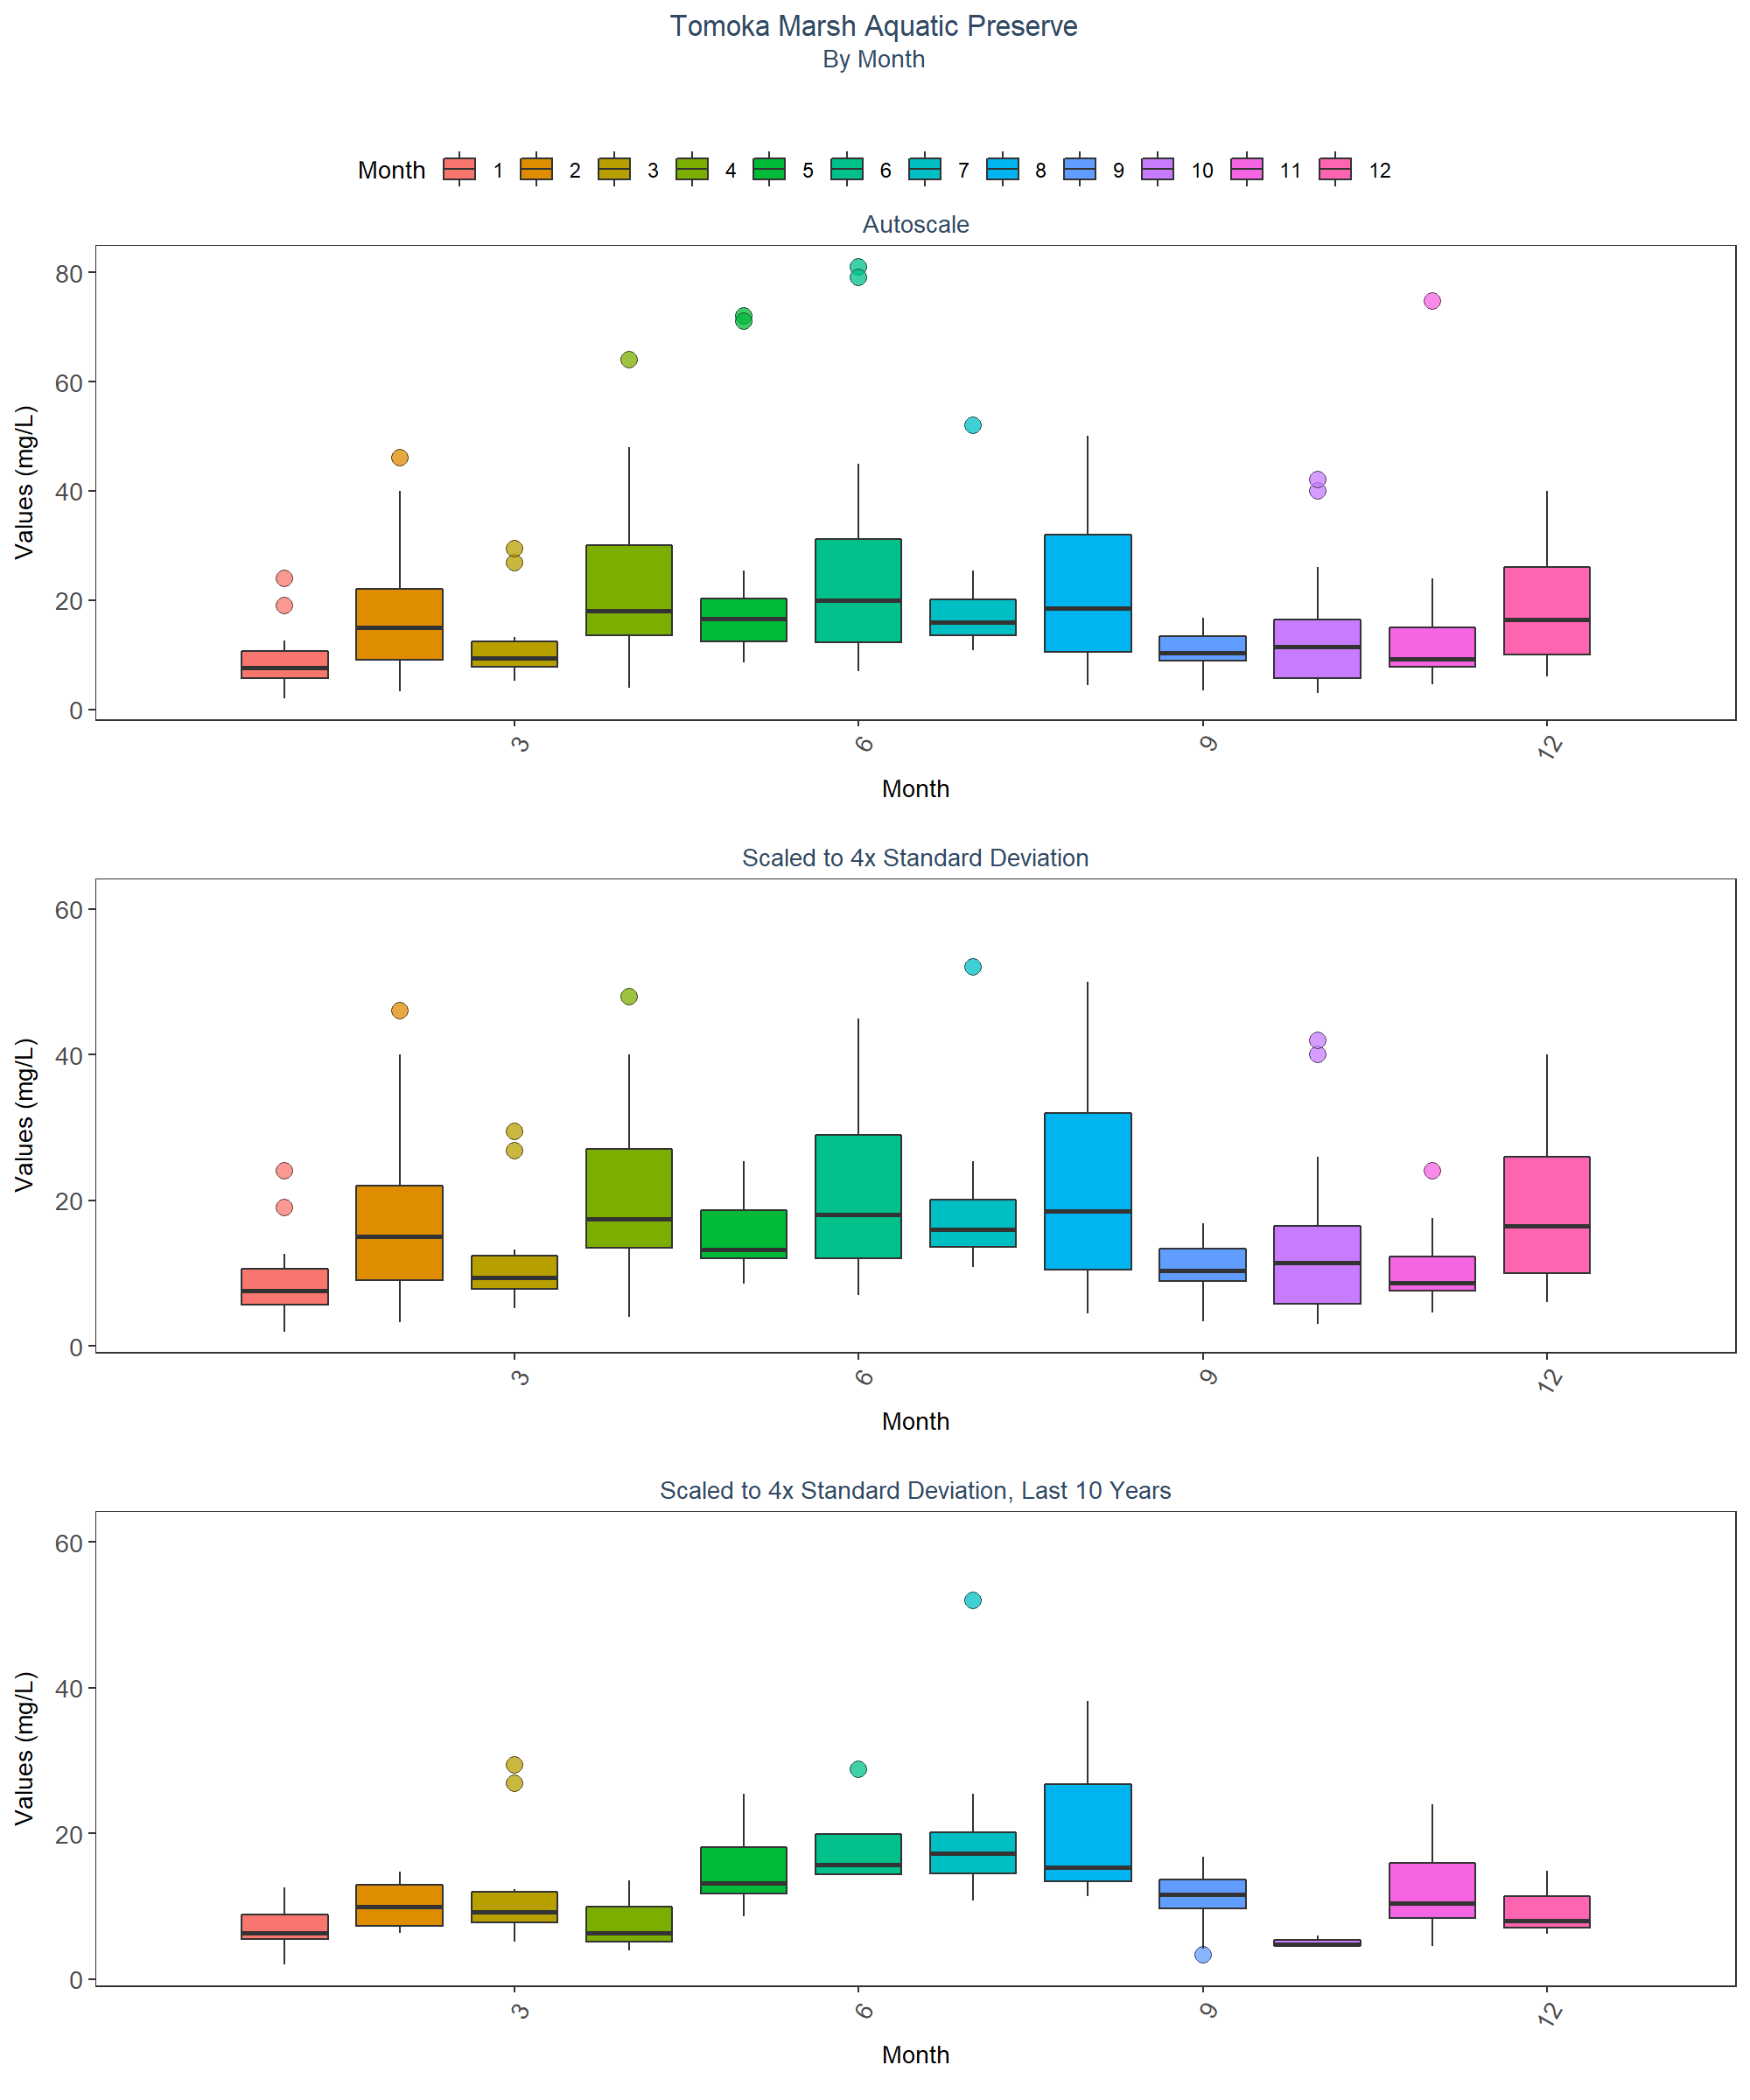 Tomoka Marsh Aquatic Preserve
By Month
Month 1 2 3 4 5 6 7 8 9 10 11 12
Autoscale
Values (mg/L)
80
60
40
20
0
3 6 9 12
Month
Scaled to 4x Standard Deviation
Values (mg/L)
60
40
20
0
3 6 9 12
Month
Scaled to 4x Standard Deviation, Last 10 Years
Values (mg/L)
60
40
20
0
3 6 9 12
Month